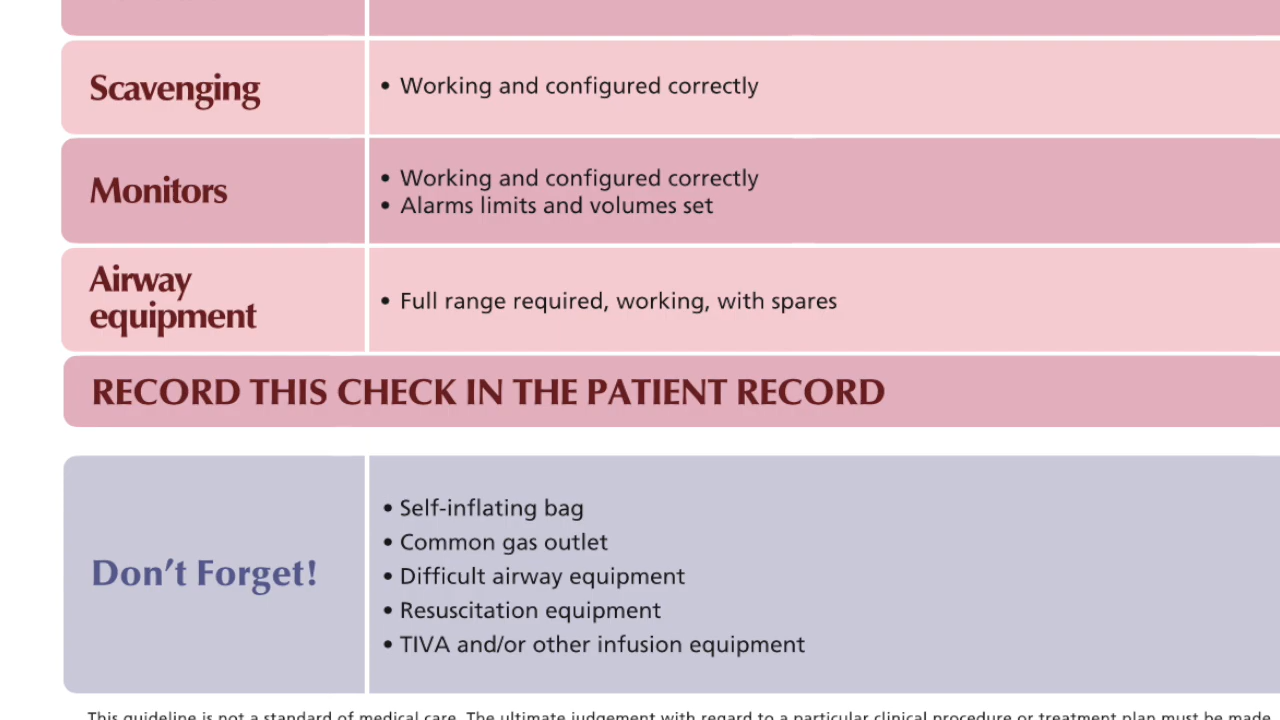 Scavenging
• Working and configured correctly
Monitors
• Working and configured correctly
• Alarms limits and volumes set
Airway
equipment
• Full range required, working, with spares
RECORD THIS CHECK IN THE PATIENT RECORD
Don't Forget!
• Self-inflating bag
• Common gas outlet
• Difficult airway equipment
• Resuscitation equipment
• TIVA and/or other infusion equipment
This guideline is not a standard of medical care. The ultimate judgement with regard to a particular clinical procedure or treatment plan must be made